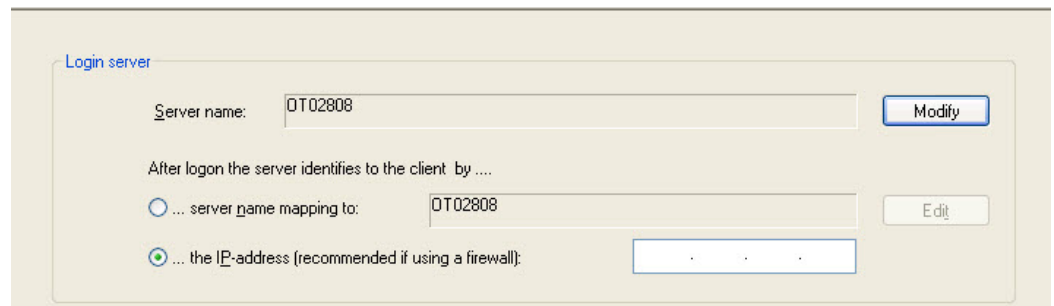 Login server
Server name: OT02808 Modify
After logon the server identifies to the client by ....
... server name mapping to: OT02808 Edit
... the IP-address (recommended if using a firewall): . . .